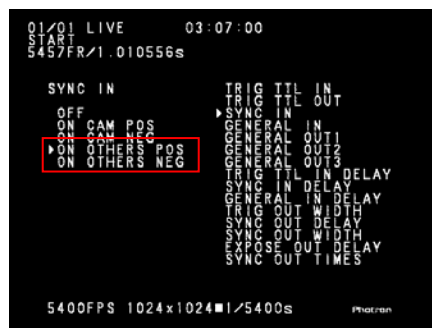 01/01 LIVE 03:07:00
START
5457FR/1.010556s
SYNC IN
OFF
ON CAM POS
ON CAM NEG
▶ON OTHERS POS
ON OTHERS NEG
TRIG TTL IN
TRIG TTL OUT
▶SYNC IN
GENERAL IN
GENERAL OUT1
GENERAL OUT2
GENERAL OUT3
TRIG TTL IN DELAY
SYNC IN DELAY
GENERAL IN DELAY
TRIG OUT WIDTH
SYNC OUT DELAY
SYNC OUT WIDTH
EXPOSE OUT DELAY
SYNC OUT TIMES
5400FPS 1024x1024■1/5400s Photron